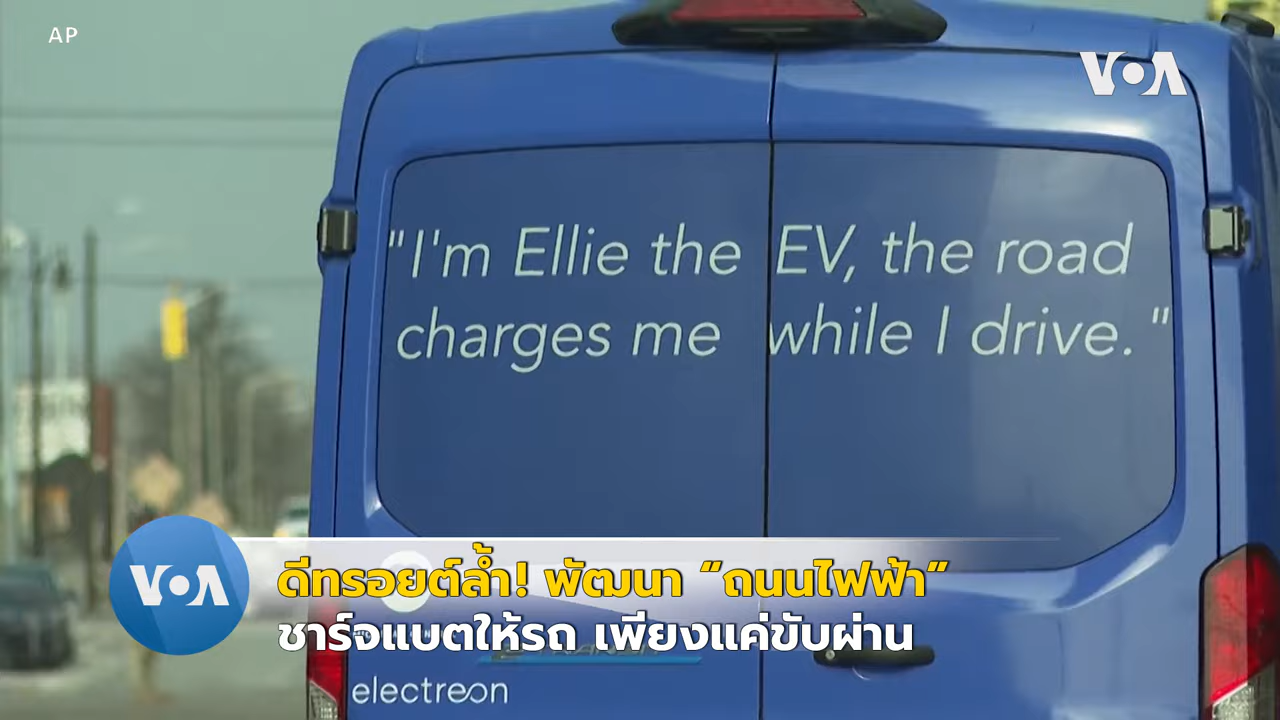 AP
VOA
"I'm Ellie the EV, the road
charges me while I drive."
VOA
ดีทรอยต์ล้ำ! พัฒนา “ถนนไฟฟ้า”
ชาร์จแบตให้รถ เพียงแค่ขับผ่าน
electreon